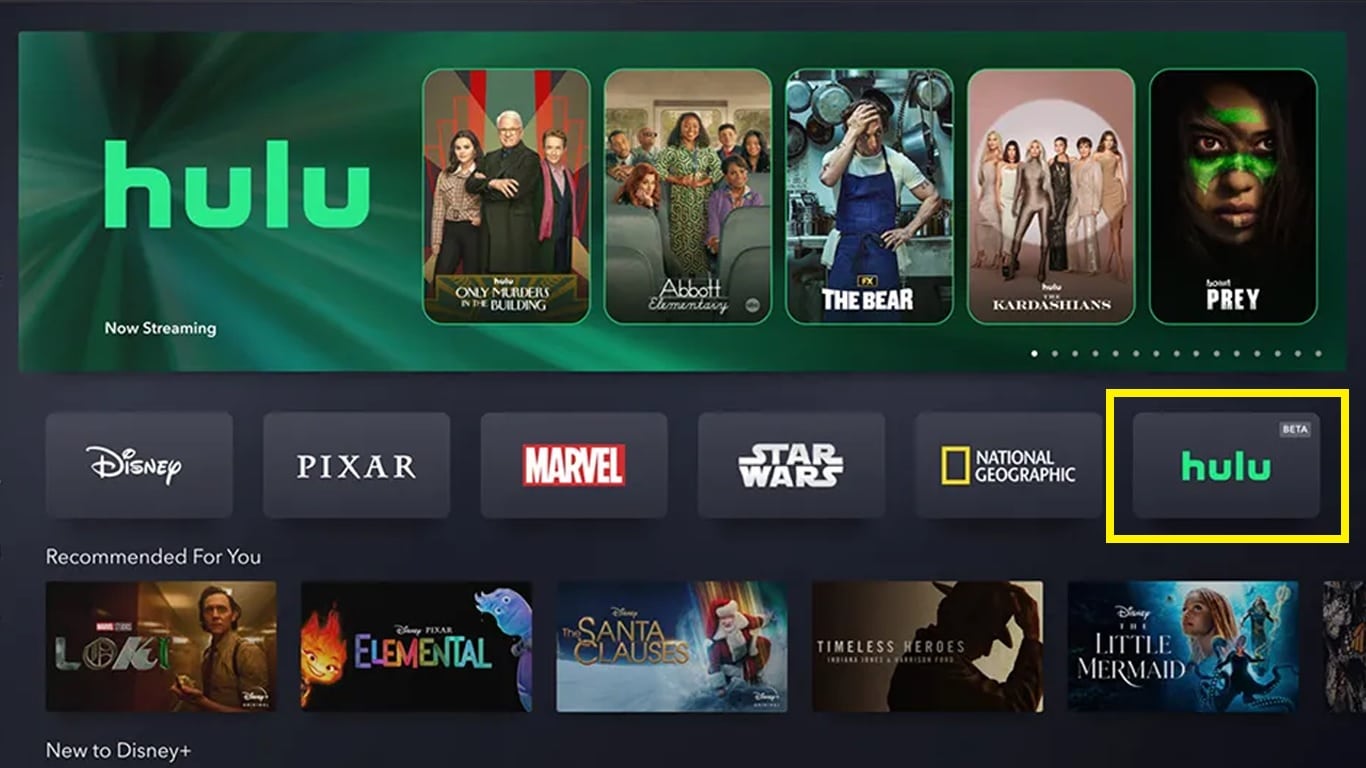 hulu
Now Streaming
hulu
ONLY MURDERS
IN THE BUILDING
Abbott
Elementary
abc
FX
THE BEAR
hulu
THE
KARDASHIANS
PREY
DISNEY
PIXAR
MARVEL
STAR
WARS
NATIONAL
GEOGRAPHIC
BETA
hulu
Recommended For You
MARVEL STUDIOS
LOKI
Disney+
ORIGINAL
Disney PIXAR
ELEMENTAL
Disney
The SANTA
CLAUSES
Disney+
ORIGINAL
TIMELESS HEROES
INDIANA JONES & HARRISON FORD
Disney
THE
LITTLE
MERMAID
New to Disney+